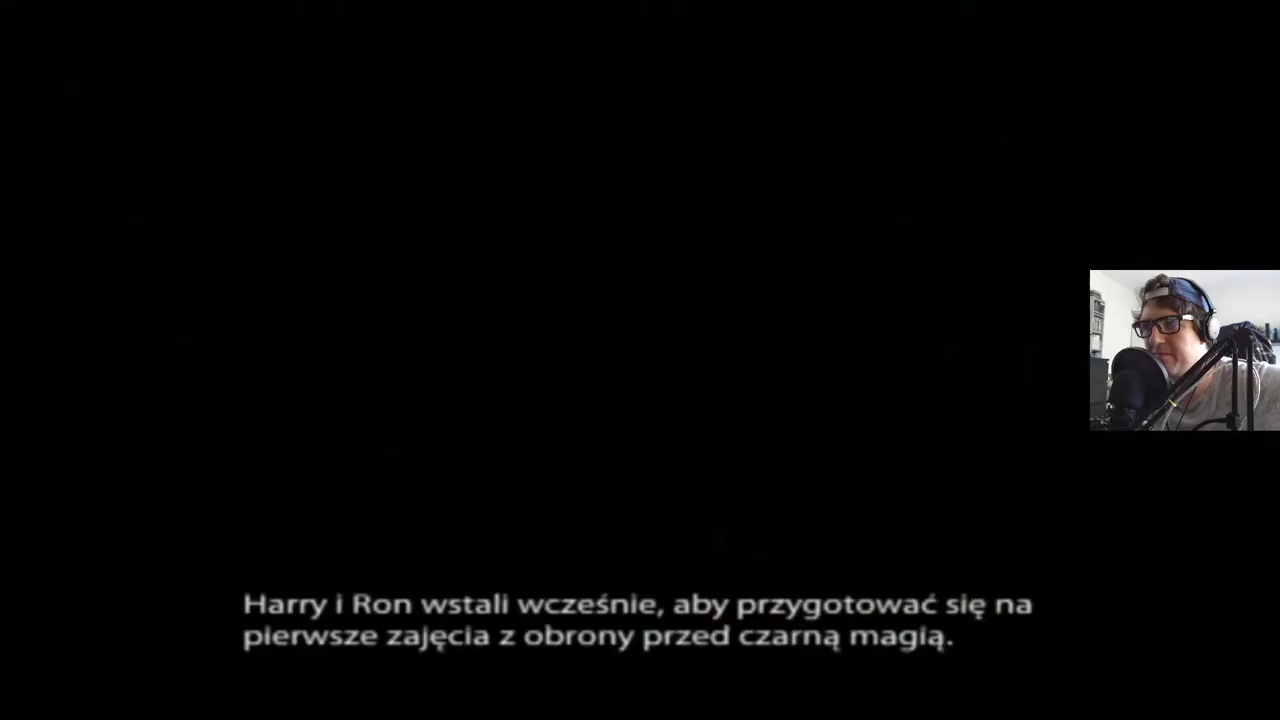 Harry i Ron wstali wcześnie, aby przygotować się na
pierwsze zajęcia z obrony przed czarną magią.